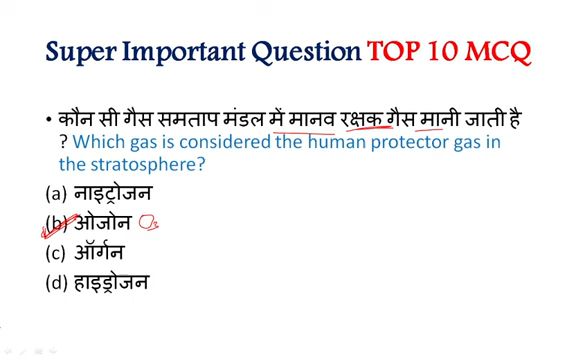 Super Important Question TOP 10 MCQ
• कौन सी गैस समताप मंडल में मानव रक्षक गैस मानी जाती है
? Which gas is considered the human protector gas in
the stratosphere?
(a) नाइट्रोजन
(b) ओजोन O₃
(c) ऑर्गन
(d) हाइड्रोजन